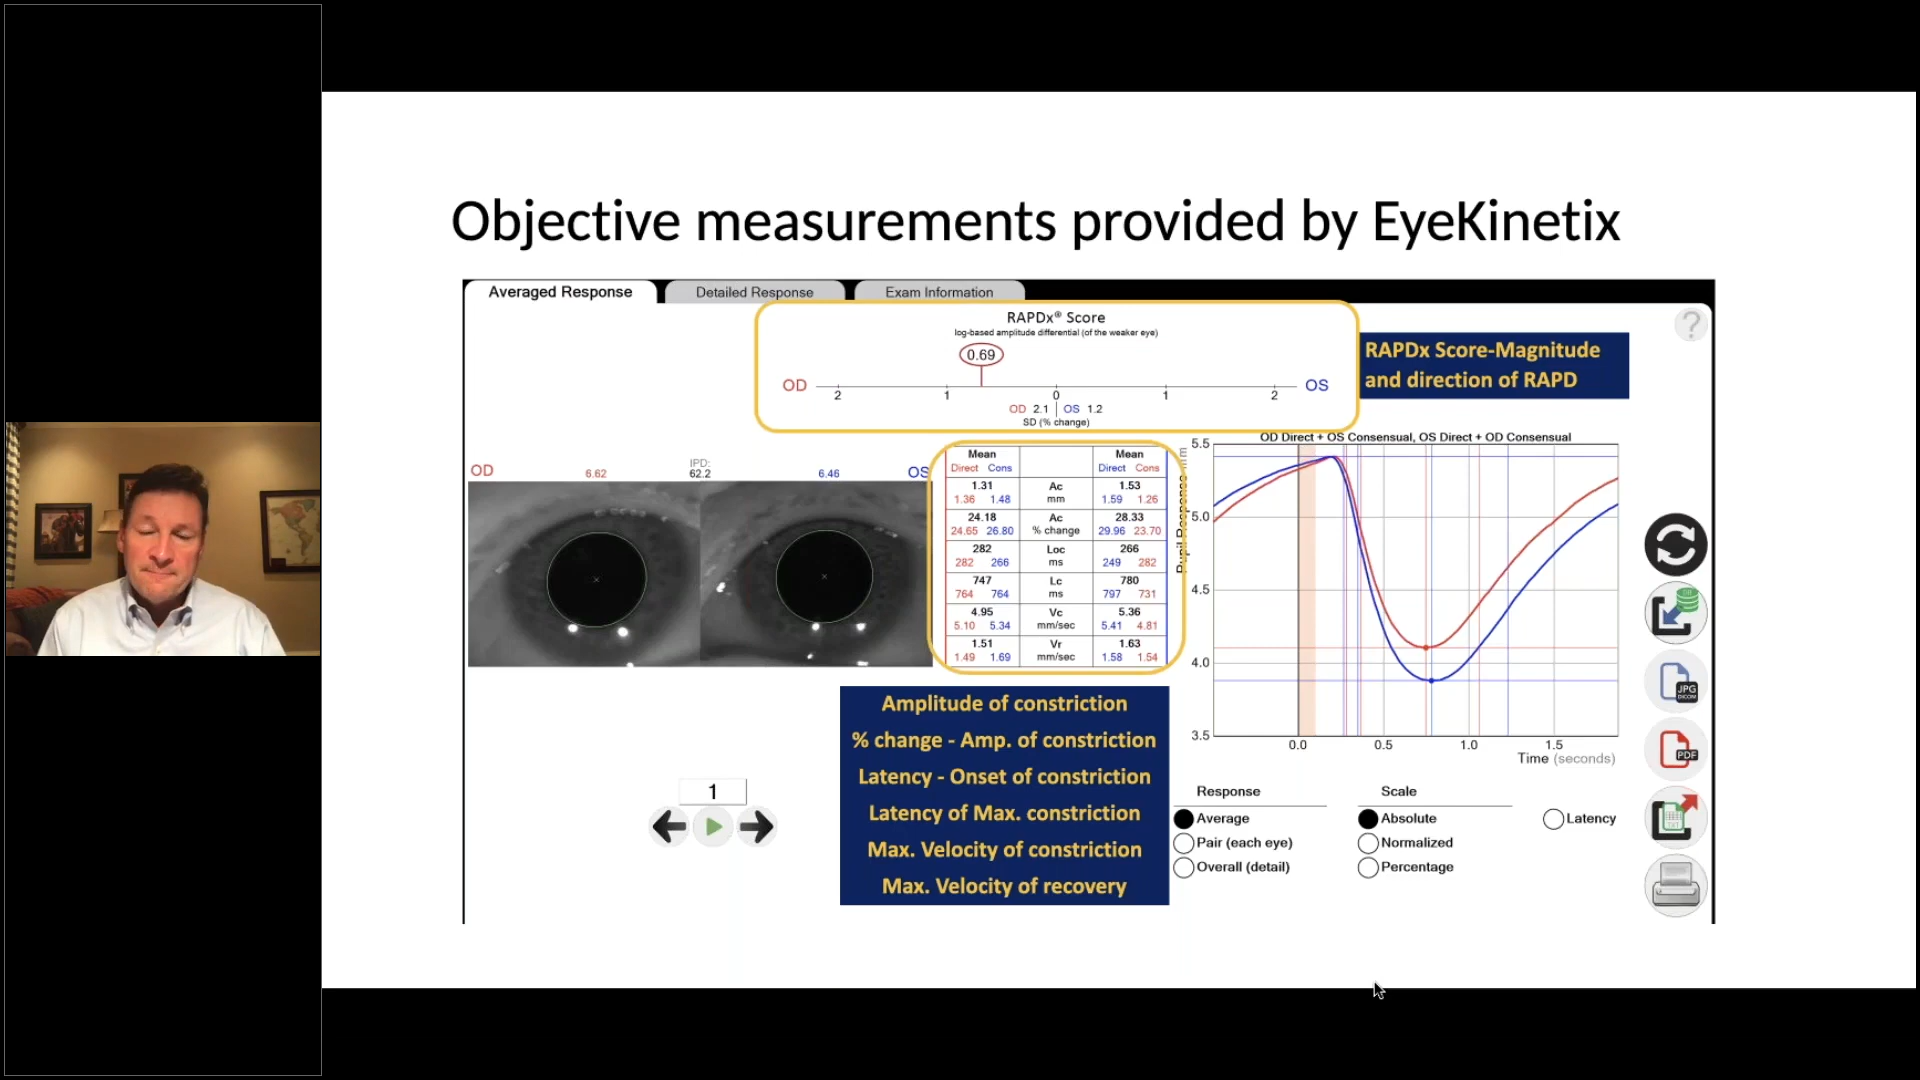 Objective measurements provided by EyeKinetix
Averaged Response Detailed Response Exam Information
RAPDx® Score
log-based amplitude differential (of the weaker eye)
0.69
OD OS
2 1 0 1 2
OD 2.1 | OS 1.2
SD (% change)
RAPDx Score-Magnitude
and direction of RAPD
?
OD 6.62 IPD: 62.2 6.46 OS
Mean Mean
Direct Cons Direct Cons
1.31 Ac 1.53
1.36 1.48 mm 1.59 1.26
24.18 Ac 28.33
24.65 26.80 % change 29.96 23.70
282 Loc 266
282 266 ms 249 282
747 Lc 780
764 764 ms 797 731
4.95 Vc 5.36
5.10 5.34 mm/sec 5.41 4.81
1.51 Vr 1.63
1.49 1.69 mm/sec 1.58 1.54
OD Direct + OS Consensual, OS Direct + OD Consensual
Pupil Response mm
5.5
5.0
4.5
4.0
3.5
0.0 0.5 1.0 1.5
Time (seconds)
Amplitude of constriction
% change - Amp. of constriction
Latency - Onset of constriction
Latency of Max. constriction
Max. Velocity of constriction
Max. Velocity of recovery
1
Response Scale
Average Absolute Latency
Pair (each eye) Normalized
Overall (detail) Percentage
DB
JPG
DICOM
PDF
TXT